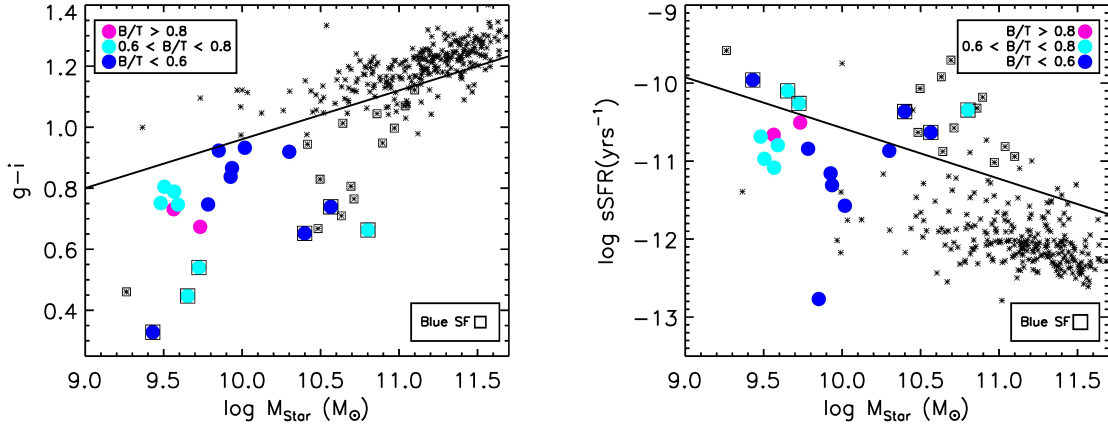 1.4
1.2
1.0
0.8
0.6
0.4
g-i
B/T > 0.8
0.6 < B/T < 0.8
B/T < 0.6
Blue SF
9.0 9.5 10.0 10.5 11.0 11.5
log M_Star (M_⊙)
-9
-10
-11
-12
-13
log sSFR(yrs⁻¹)
B/T > 0.8
0.6 < B/T < 0.8
B/T < 0.6
Blue SF
9.0 9.5 10.0 10.5 11.0 11.5
log M_Star (M_⊙)